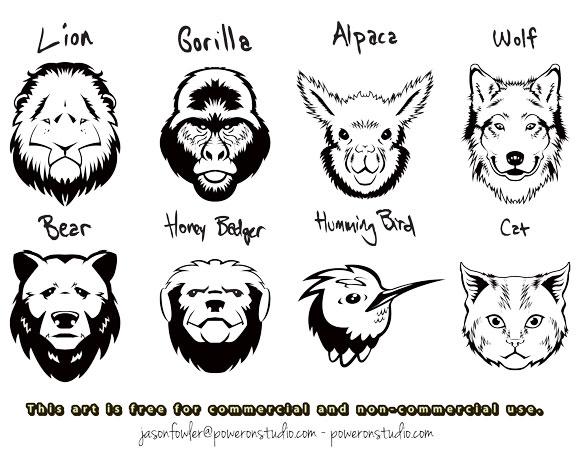 Lion Gorilla Alpaca Wolf
Bear Honey Badger Humming Bird Cat
This art is free for commercial and non-commercial use.
jasonfowler@poweronstudio.com - poweronstudio.com